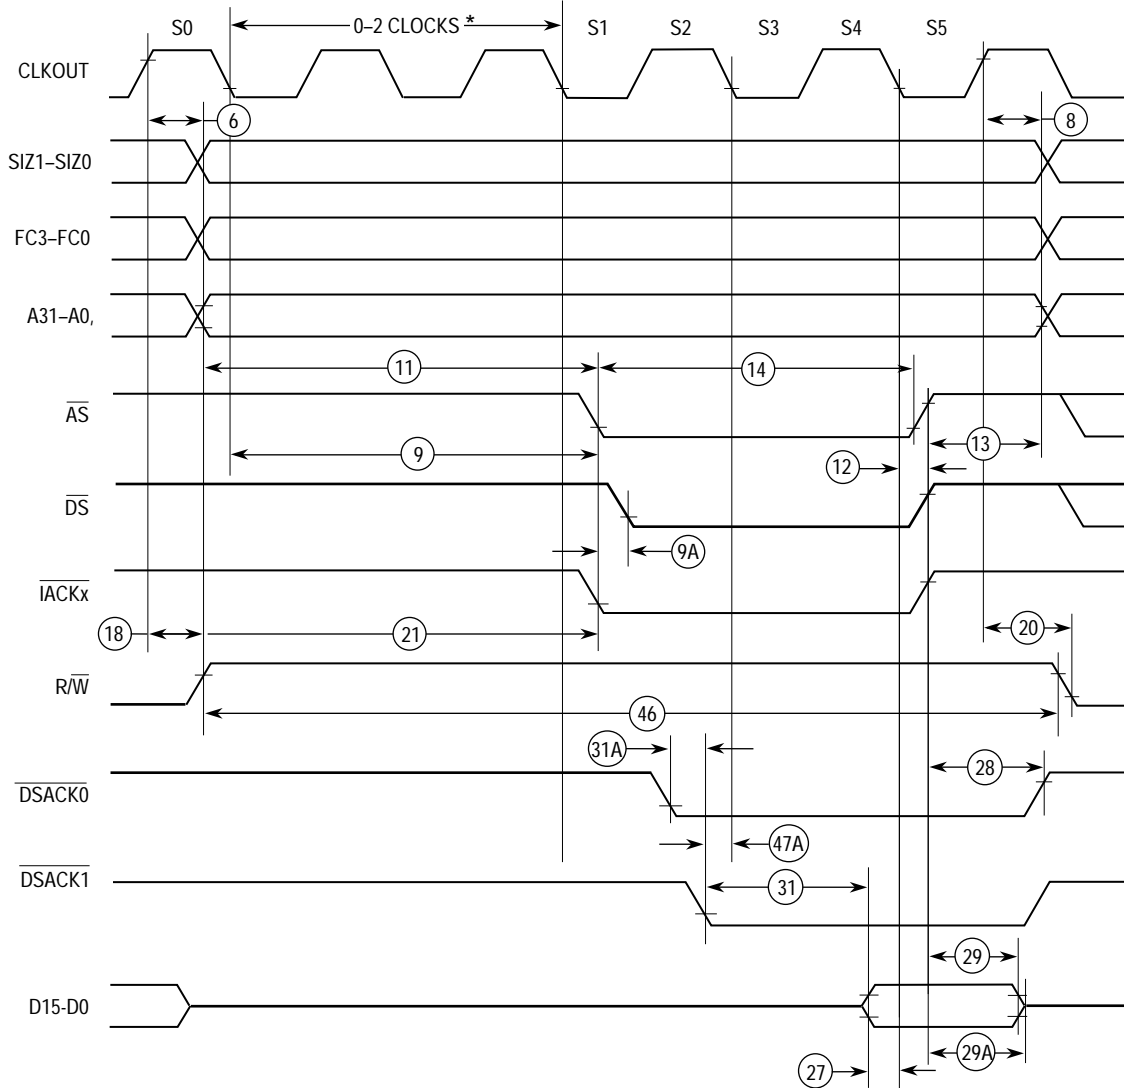 S0
0–2 CLOCKS *
S1
S2
S3
S4
S5
CLKOUT
6
8
SIZ1–SIZ0
FC3–FC0
A31–A0,
11
14
AS
9
12
13
DS
9A
IACKx
18
21
20
R/W
46
31A
28
DSACK0
47A
DSACK1
31
29
D15-D0
29A
27